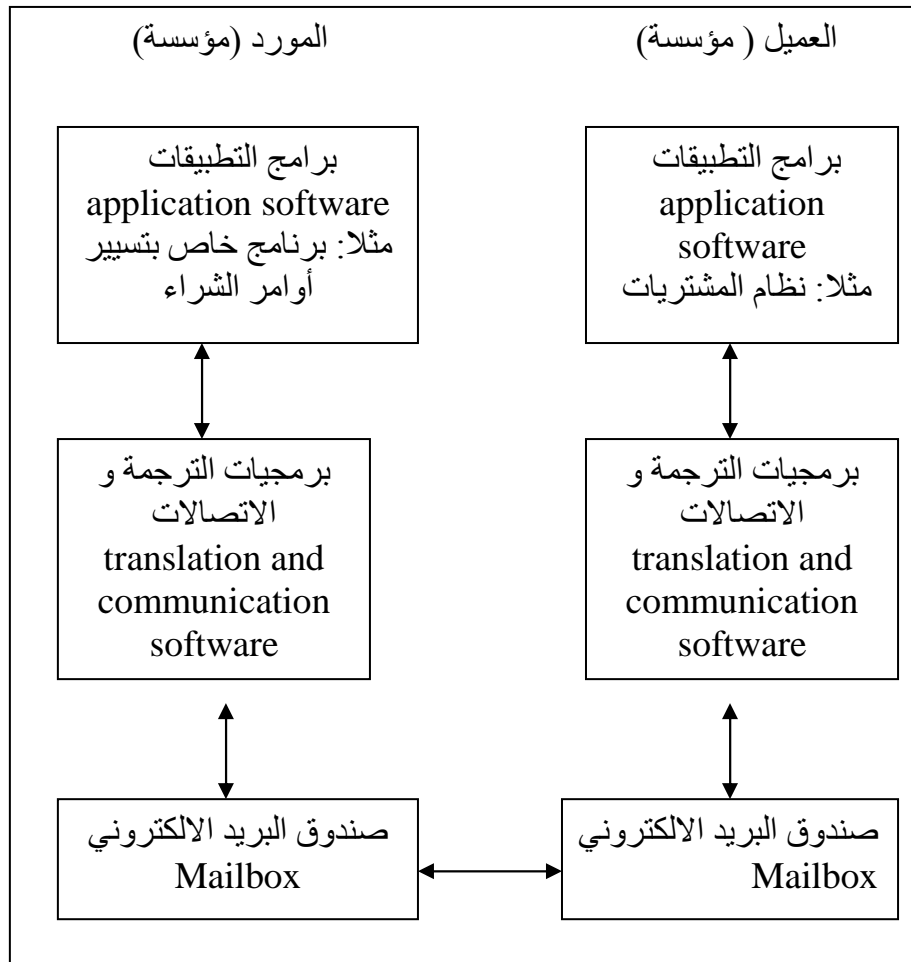 العميل ( مؤسسة)
المورد (مؤسسة)
برامج التطبيقات
application
software
مثلا: نظام المشتريات
برامج التطبيقات
application software
مثلا: برنامج خاص بتسيير
أوامر الشراء
برمجيات الترجمة و
الاتصالات
translation and
communication
software
برمجيات الترجمة و
الاتصالات
translation and
communication
software
صندوق البريد الالكتروني
Mailbox
صندوق البريد الالكتروني
Mailbox